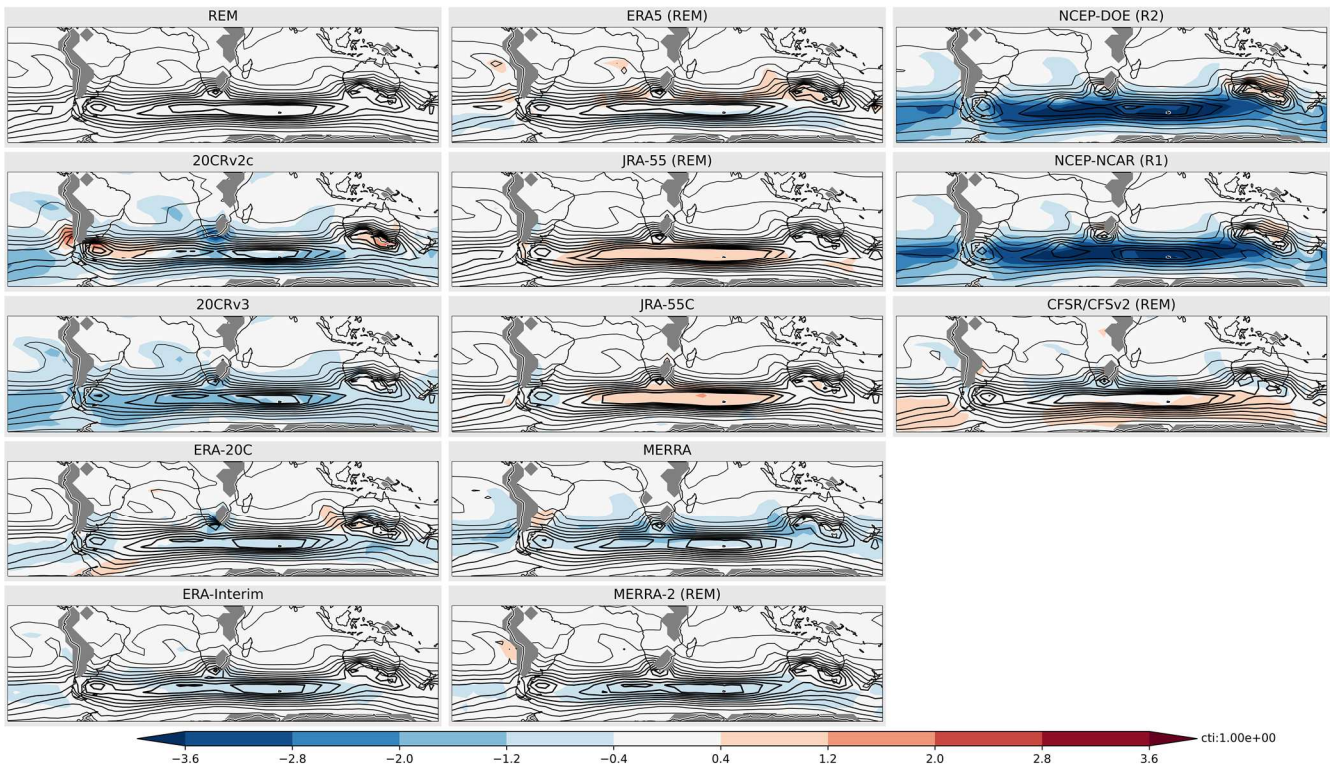 REM
ERA5 (REM)
NCEP-DOE (R2)
20CRv2c
JRA-55 (REM)
NCEP-NCAR (R1)
20CRv3
JRA-55C
CFSR/CFSv2 (REM)
ERA-20C
MERRA
ERA-Interim
MERRA-2 (REM)
cti:1.00e+00
−3.6 −2.8 −2.0 −1.2 −0.4 0.4 1.2 2.0 2.8 3.6